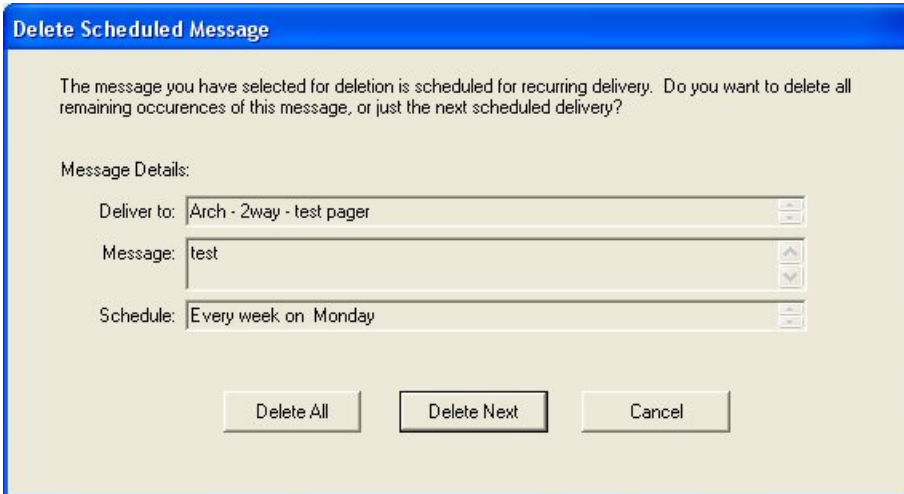 Delete Scheduled Message
The message you have selected for deletion is scheduled for recurring delivery.  Do you want to delete all
remaining occurences of this message, or just the next scheduled delivery?
Message Details:
Deliver to: Arch - 2way - test pager
Message: test
Schedule: Every week on  Monday
Delete All Delete Next Cancel